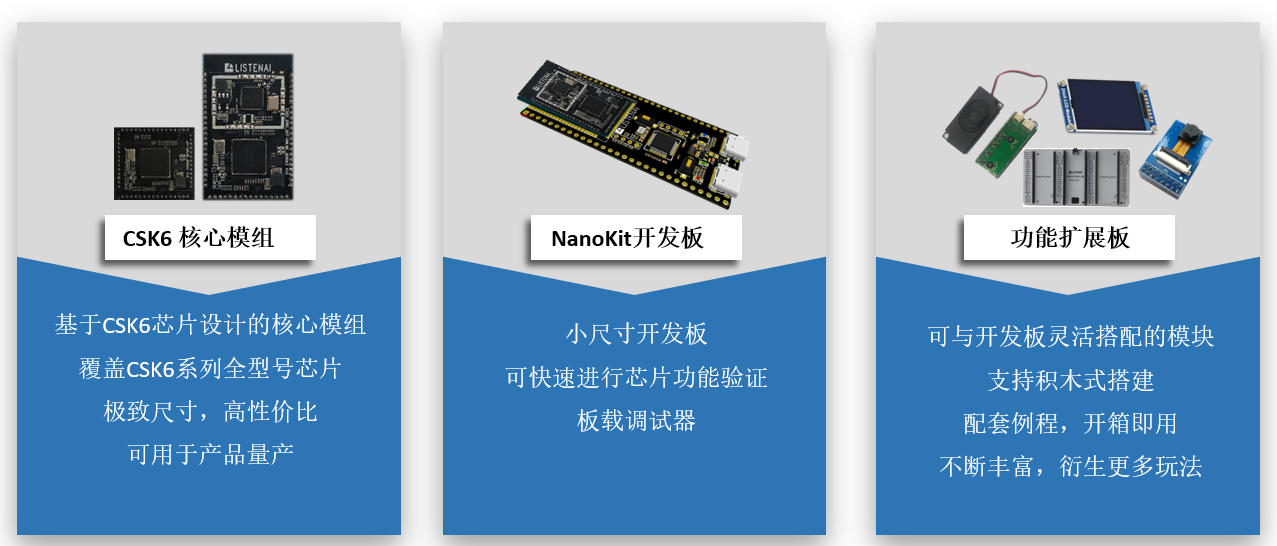 LISTENAI
CSK6 核心模组
基于CSK6芯片设计的核心模组
覆盖CSK6系列全型号芯片
极致尺寸，高性价比
可用于产品量产
LISTENAI
NanoKit开发板
小尺寸开发板
可快速进行芯片功能验证
板载调试器
功能扩展板
可与开发板灵活搭配的模块
支持积木式搭建
配套例程，开箱即用
不断丰富，衍生更多玩法